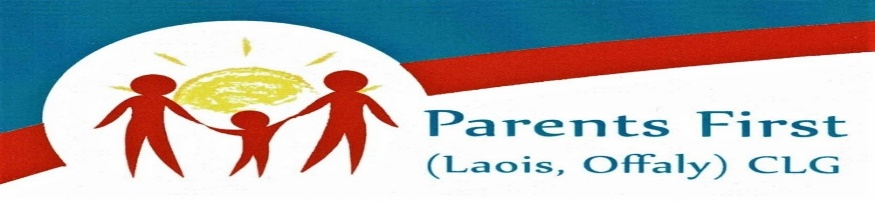 Parents First
(Laois, Offaly) CLG